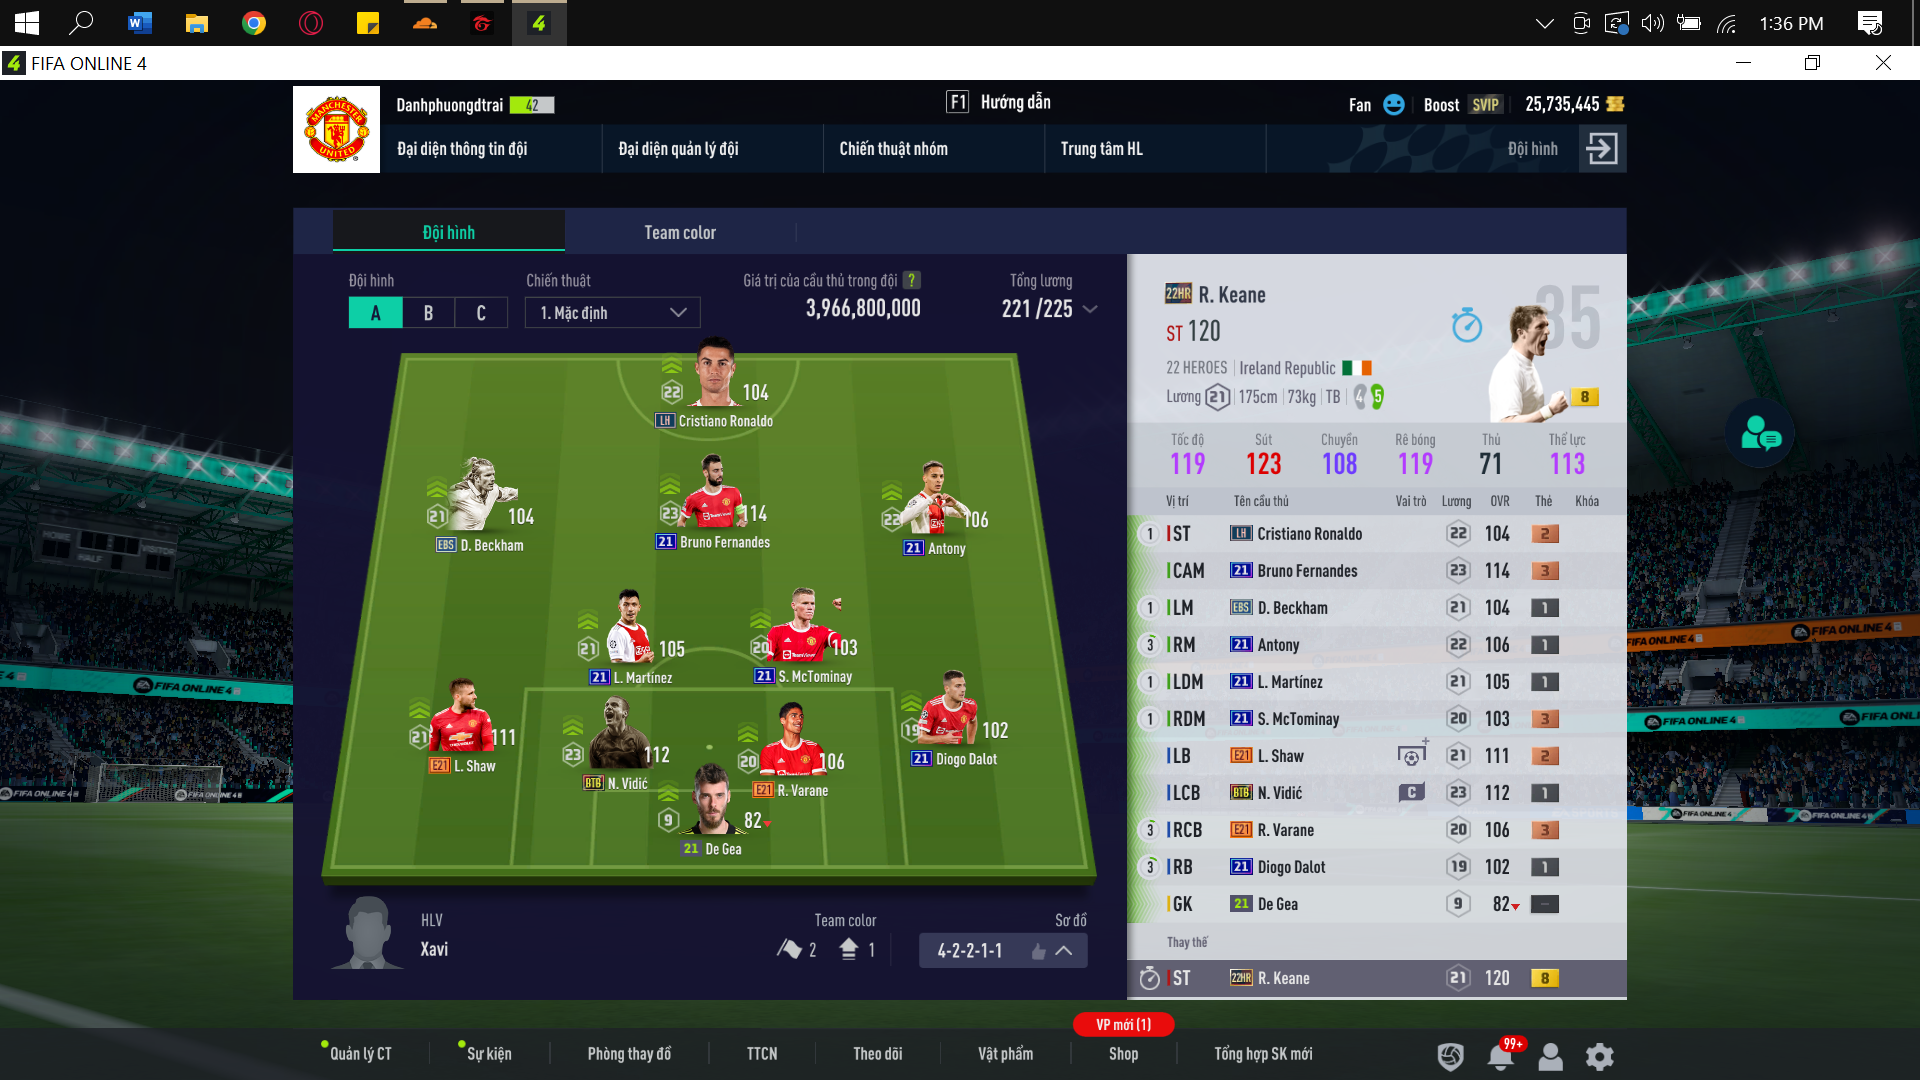 1:36 PM
FIFA ONLINE 4
Danhphuongdtrai 42
F1 Hướng dẫn
Fan Boost SVIP 25,735,445
MANCHESTER UNITED
Đại diện thông tin đội
Đại diện quản lý đội
Chiến thuật nhóm
Trung tâm HL
Đội hình
Đội hình
Team color
Đội hình
Chiến thuật
Giá trị của cầu thủ trong đội ?
Tổng lương
A B C
1. Mặc định
3,966,800,000
221 /225
22 104
LH Cristiano Ronaldo
21 104
EBS D. Beckham
23 114
21 Bruno Fernandes
22 106
21 Antony
21 105
21 L. Martínez
20 103
21 S. McTominay
21 111
E21 L. Shaw
23 112
BTB N. Vidić
20 106
E21 R. Varane
19 102
21 Diogo Dalot
9 82
21 De Gea
HLV
Xavi
Team color
2 1
Sơ đồ
4-2-2-1-1
22HR R. Keane
35
ST 120
22 HEROES Ireland Republic
Lương 21 175cm 73kg TB 4 5
8
Tốc độ Sút Chuyền Rê bóng Thủ Thể lực
119 123 108 119 71 113
Vị trí Tên cầu thủ Vai trò Lương OVR Thẻ Khóa
1 ST LH Cristiano Ronaldo 22 104 2
CAM 21 Bruno Fernandes 23 114 3
1 LM EBS D. Beckham 21 104 1
3 RM 21 Antony 22 106 1
1 LDM 21 L. Martínez 21 105 1
1 RDM 21 S. McTominay 20 103 3
LB E21 L. Shaw 21 111 2
LCB BTB N. Vidić C 23 112 1
3 RCB E21 R. Varane 20 106 3
3 RB 21 Diogo Dalot 19 102 1
GK 21 De Gea 9 82 –
Thay thế
ST 22HR R. Keane 21 120 8
FIFA ONLINE 4
FIFA ONLINE 4
FIFA ONLINE 4
VP mới (1)
Quản lý CT
Sự kiện
Phòng thay đồ
TTCN
Theo dõi
Vật phẩm
Shop
Tổng hợp SK mới
99+